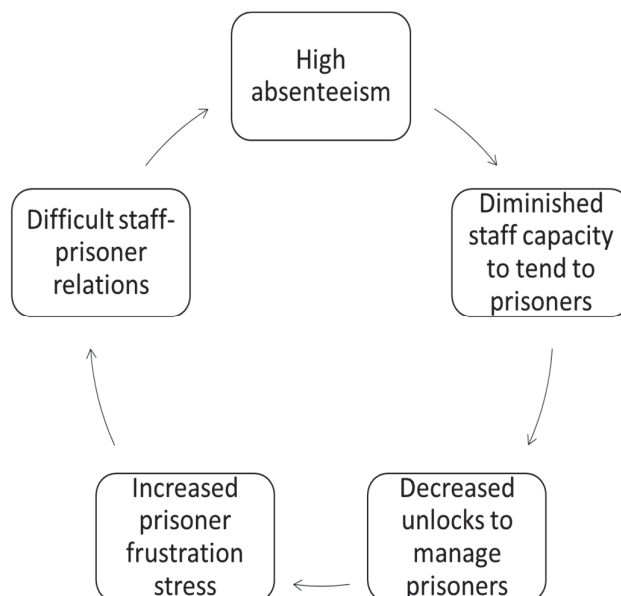 High
absenteeism
Diminished
staff capacity
to tend to
prisoners
Decreased
unlocks to
manage
prisoners
Increased
prisoner
frustration
stress
Difficult staff-
prisoner
relations